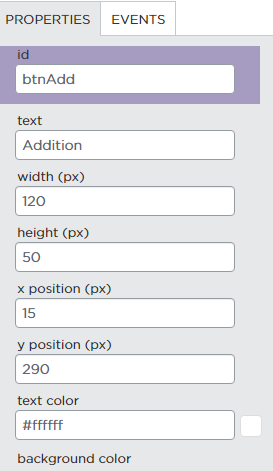 PROPERTIES EVENTS
id
btnAdd
text
Addition
width (px)
120
height (px)
50
x position (px)
15
y position (px)
290
text color
#ffffff
background color